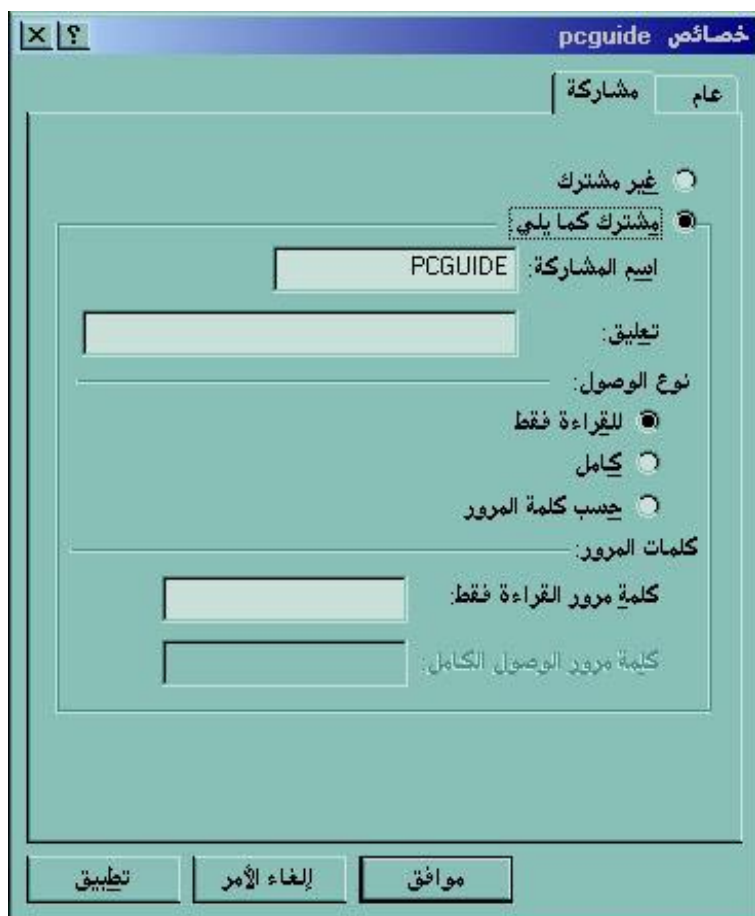 خصائص pcguide
عام
مشاركة
غير مشترك
مشترك كما يلي
اسم المشاركة: PCGUIDE
تعليق:
نوع الوصول:
للقراءة فقط
كامل
حسب كلمة المرور
كلمات المرور:
كلمة مرور القراءة فقط:
كلمة مرور الوصول الكامل:
موافق
إلغاء الأمر
تطبيق